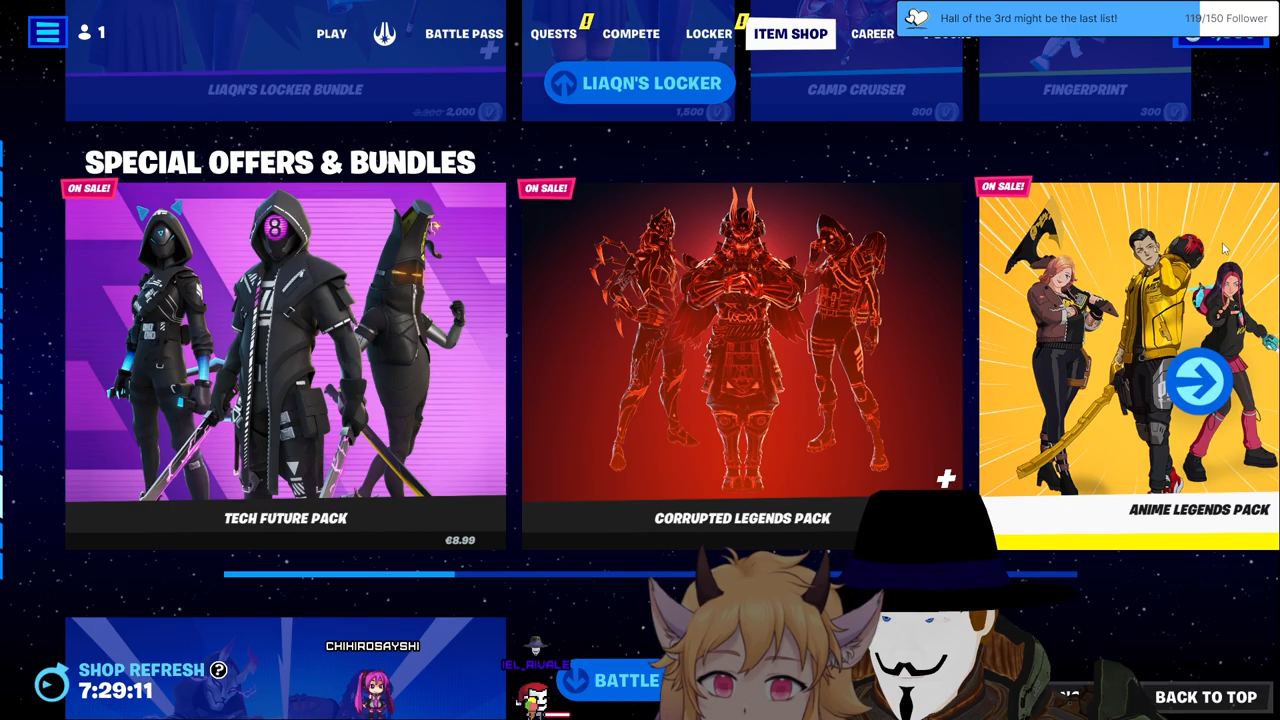 Hall of the 3rd might be the last list!
119/150 Follower
1
PLAY
BATTLE PASS
QUESTS
COMPETE
LOCKER
ITEM SHOP
CAREER
LIAQN'S LOCKER
LIAQN'S LOCKER BUNDLE
CAMP CRUISER
FINGERPRINT
2,000
1,500
800
300
SPECIAL OFFERS & BUNDLES
ON SALE!
ON SALE!
ON SALE!
8
TECH FUTURE PACK
CORRUPTED LEGENDS PACK
ANIME LEGENDS PACK
€8.99
CHIHIROSAYSHI
IEL_RIVALE
SHOP REFRESH ?
7:29:11
BATTLE
BACK TO TOP